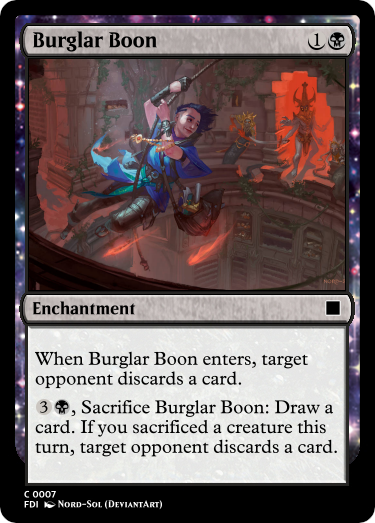 Burglar Boon 1
Enchantment
When Burglar Boon enters, target
opponent discards a card.
3, Sacrifice Burglar Boon: Draw a
card. If you sacrificed a creature this
turn, target opponent discards a card.
C 0007
FDI Nord-Sol (DeviantArt)